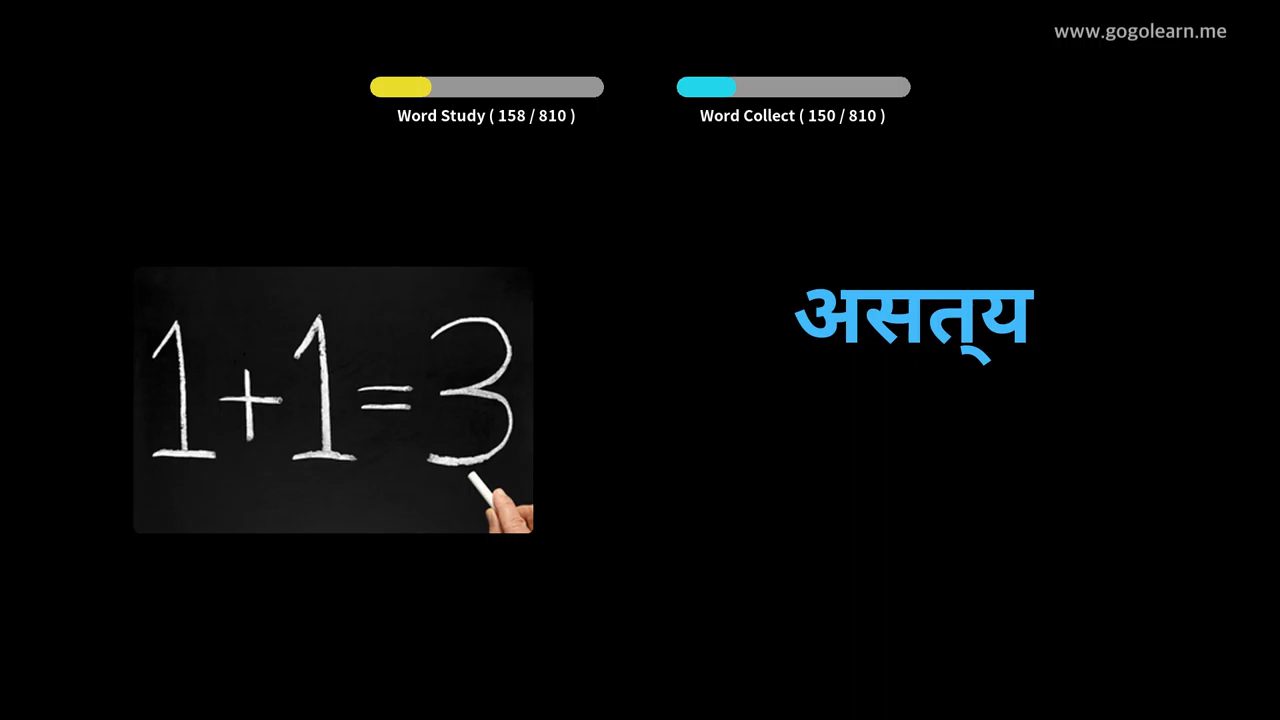 www.gogolearn.me
Word Study ( 158 / 810 )
Word Collect ( 150 / 810 )
1+1=3
असत्य